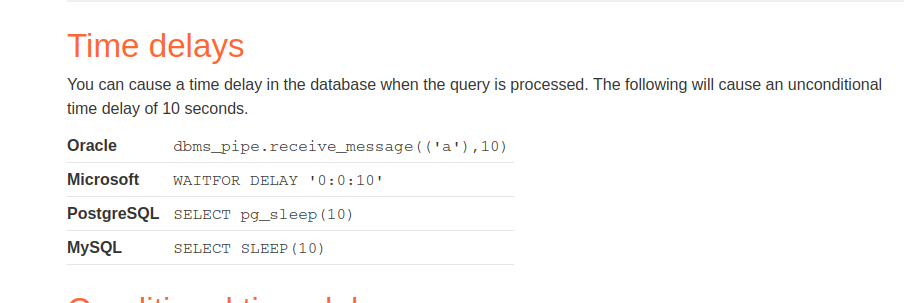 Time delays
You can cause a time delay in the database when the query is processed. The following will cause an unconditional
time delay of 10 seconds.
Oracle dbms_pipe.receive_message(('a'),10)
Microsoft WAITFOR DELAY '0:0:10'
PostgreSQL SELECT pg_sleep(10)
MySQL SELECT SLEEP(10)